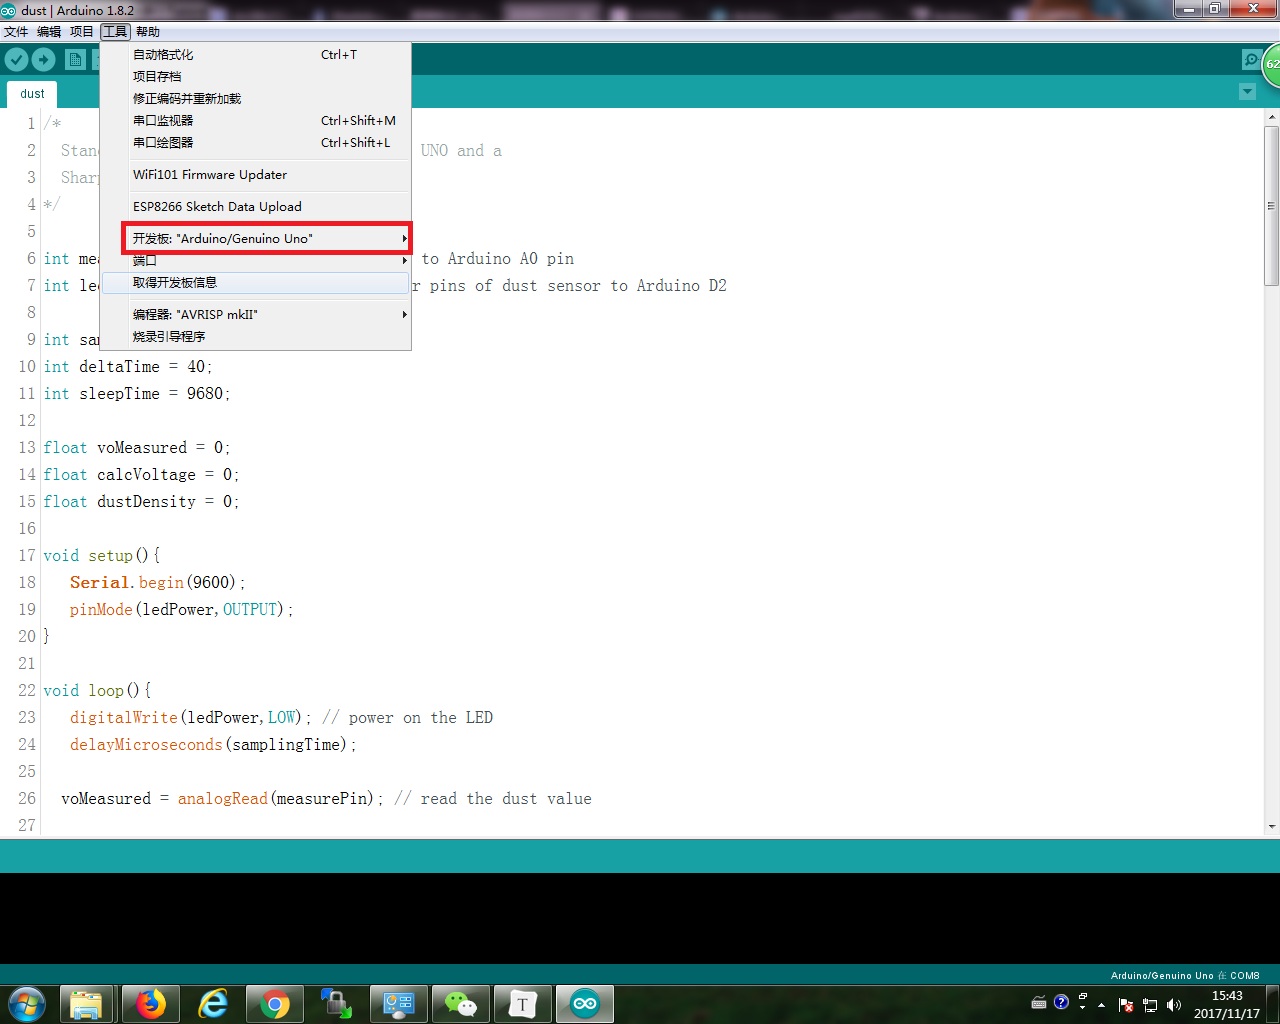 dust | Arduino 1.8.2
文件 编辑 项目 工具 帮助
62
dust
自动格式化 Ctrl+T
项目存档
修正编码并重新加载
串口监视器 Ctrl+Shift+M
串口绘图器 Ctrl+Shift+L
WiFi101 Firmware Updater
ESP8266 Sketch Data Upload
开发板: "Arduino/Genuino Uno"
端口
取得开发板信息
编程器: "AVRISP mkII"
烧录引导程序
1 /*
2 Stan UNO and a
3 Sharp
4 */
5
6 int mea to Arduino A0 pin
7 int led r pins of dust sensor to Arduino D2
8
9 int sam
10 int deltaTime = 40;
11 int sleepTime = 9680;
12
13 float voMeasured = 0;
14 float calcVoltage = 0;
15 float dustDensity = 0;
16
17 void setup(){
18 Serial.begin(9600);
19 pinMode(ledPower,OUTPUT);
20 }
21
22 void loop(){
23 digitalWrite(ledPower,LOW); // power on the LED
24 delayMicroseconds(samplingTime);
25
26 voMeasured = analogRead(measurePin); // read the dust value
27
Arduino/Genuino Uno 在 COM8
T
15:43
2017/11/17